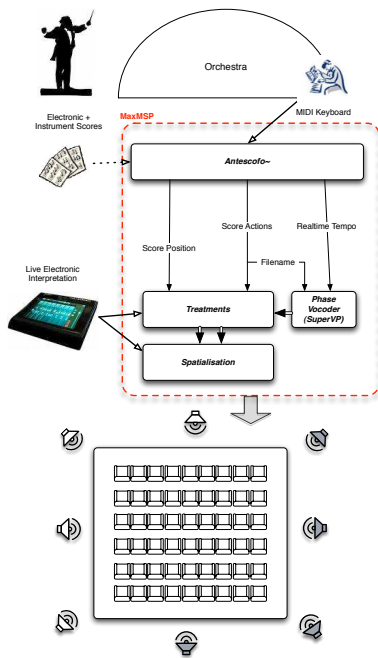 Orchestra
MIDI Keyboard
Electronic +
Instrument Scores
MaxMSP
Antescofo~
Score Position
Score Actions
Realtime Tempo
Filename
Live Electronic
Interpretation
Treatments
Phase
Vocoder
(SuperVP)
Spatialisation